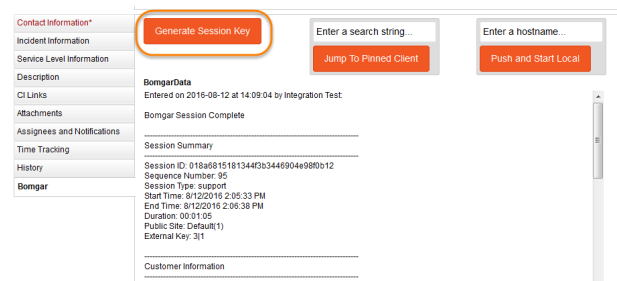 Contact Information*
Incident Information
Service Level Information
Description
CI Links
Attachments
Assignees and Notifications
Time Tracking
History
Bomgar
Generate Session Key
Enter a search string...
Jump To Pinned Client
Enter a hostname...
Push and Start Local
BomgarData
Entered on 2016-08-12 at 14:09:04 by Integration Test:
Bomgar Session Complete
Session Summary
Session ID: 018a6815181344f3b3446904e98f0b12
Sequence Number: 95
Session Type: support
Start Time: 8/12/2016 2:05:33 PM
End Time: 8/12/2016 2:06:38 PM
Duration: 00:01:05
Public Site: Default(1)
External Key: 3|1
Customer Information